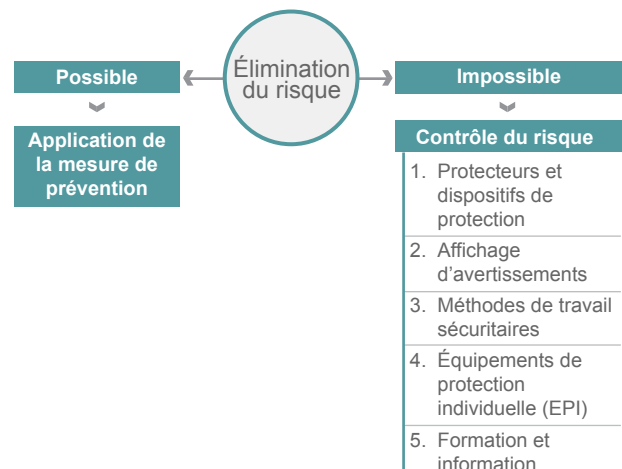 Élimination
du risque
Possible
Impossible
Application de
la mesure de
prévention
Contrôle du risque
1. Protecteurs et
dispositifs de
protection
2. Affichage
d’avertissements
3. Méthodes de travail
sécuritaires
4. Équipements de
protection
individuelle (EPI)
5. Formation et
information